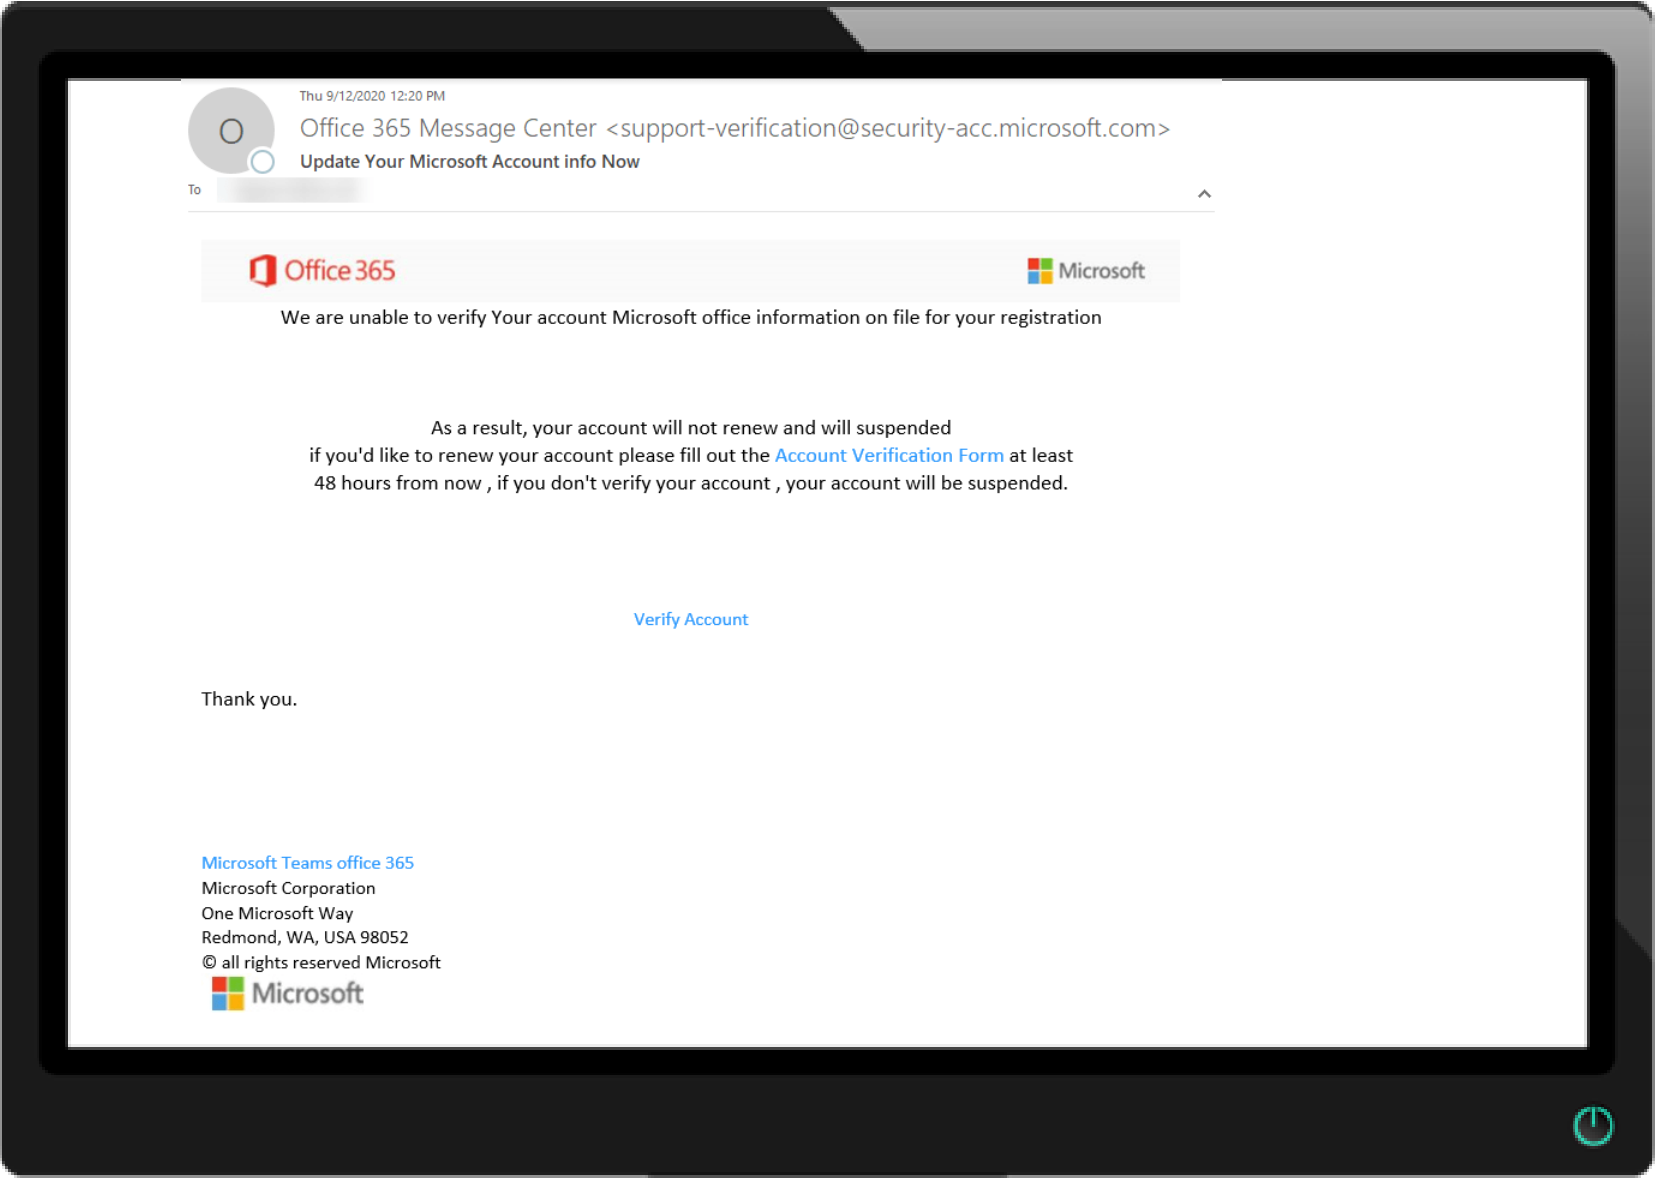 Thu 9/12/2020 12:20 PM
O
Office 365 Message Center <support-verification@security-acc.microsoft.com>
Update Your Microsoft Account info Now
To
Office 365
Microsoft
We are unable to verify Your account Microsoft office information on file for your registration
As a result, your account will not renew and will suspended
if you'd like to renew your account please fill out the Account Verification Form at least
48 hours from now , if you don't verify your account , your account will be suspended.
Verify Account
Thank you.
Microsoft Teams office 365
Microsoft Corporation
One Microsoft Way
Redmond, WA, USA 98052
© all rights reserved Microsoft
Microsoft